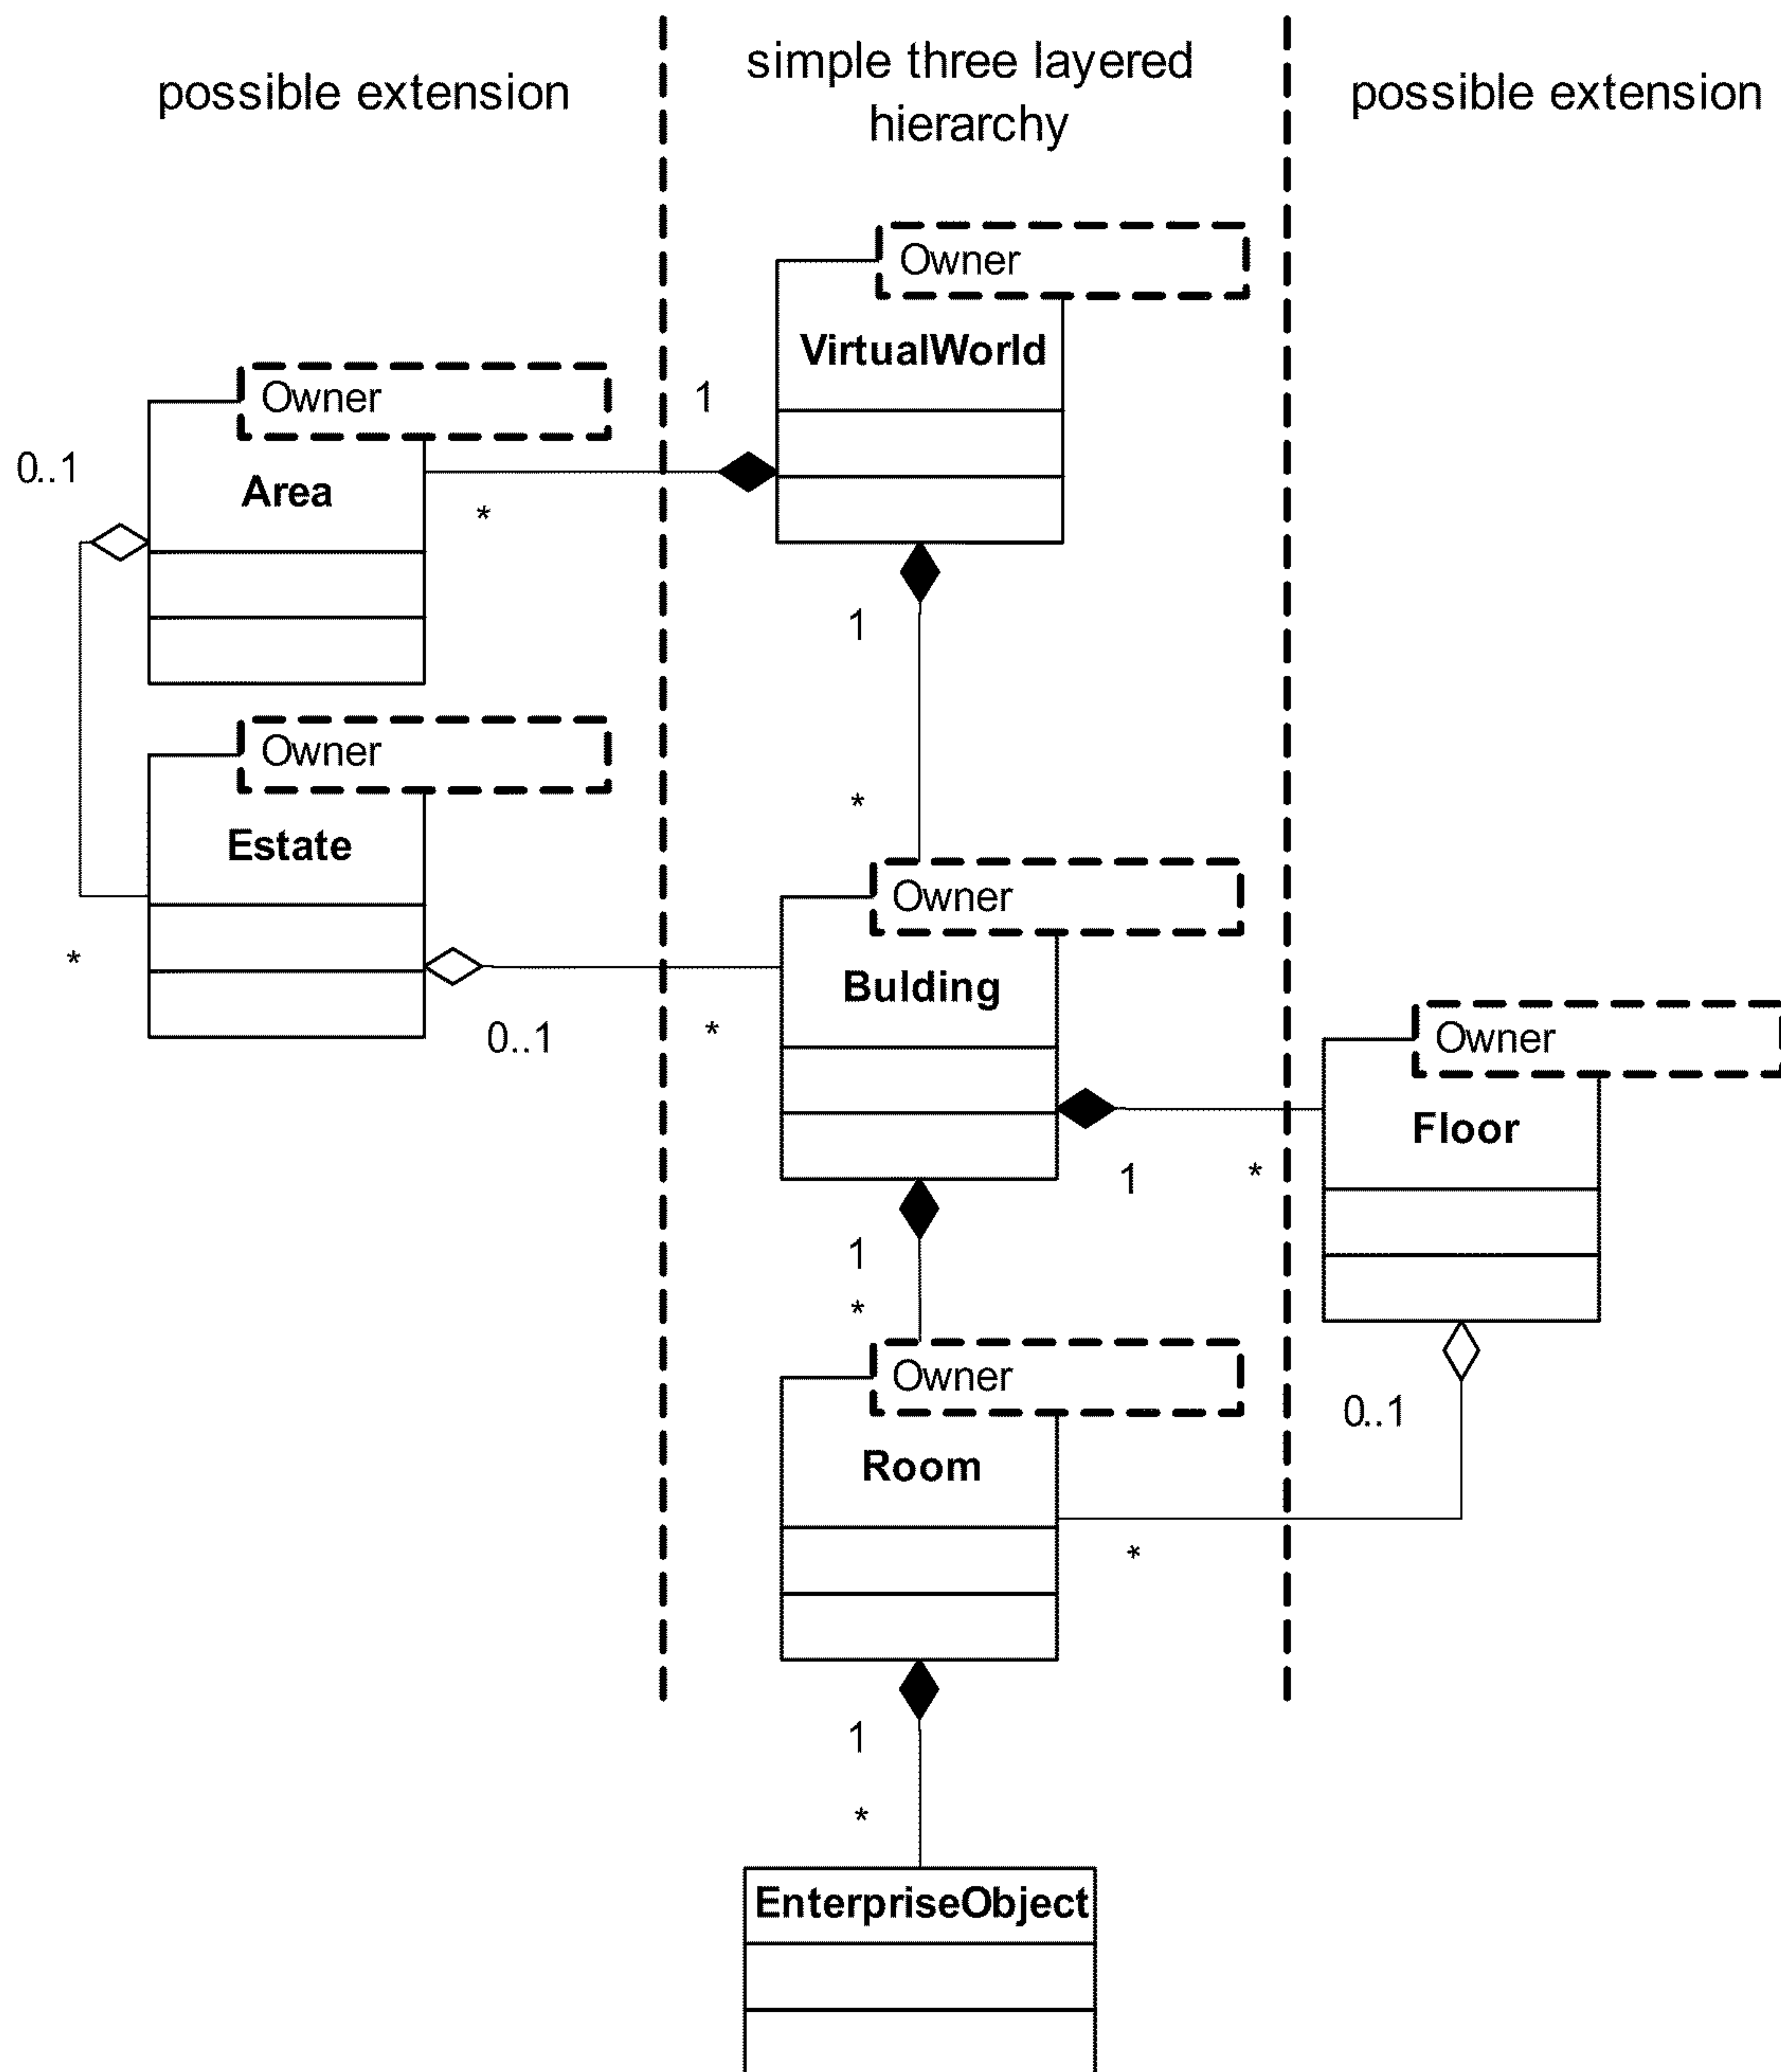 possible extension
simple three layered
hierarchy
possible extension
Owner
VirtualWorld
1
Owner
0..1
Area
*
1
*
Owner
Estate
*
0..1
*
Owner
Bulding
Owner
Floor
1
*
1
*
Owner
Room
0..1
*
1
*
EnterpriseObject